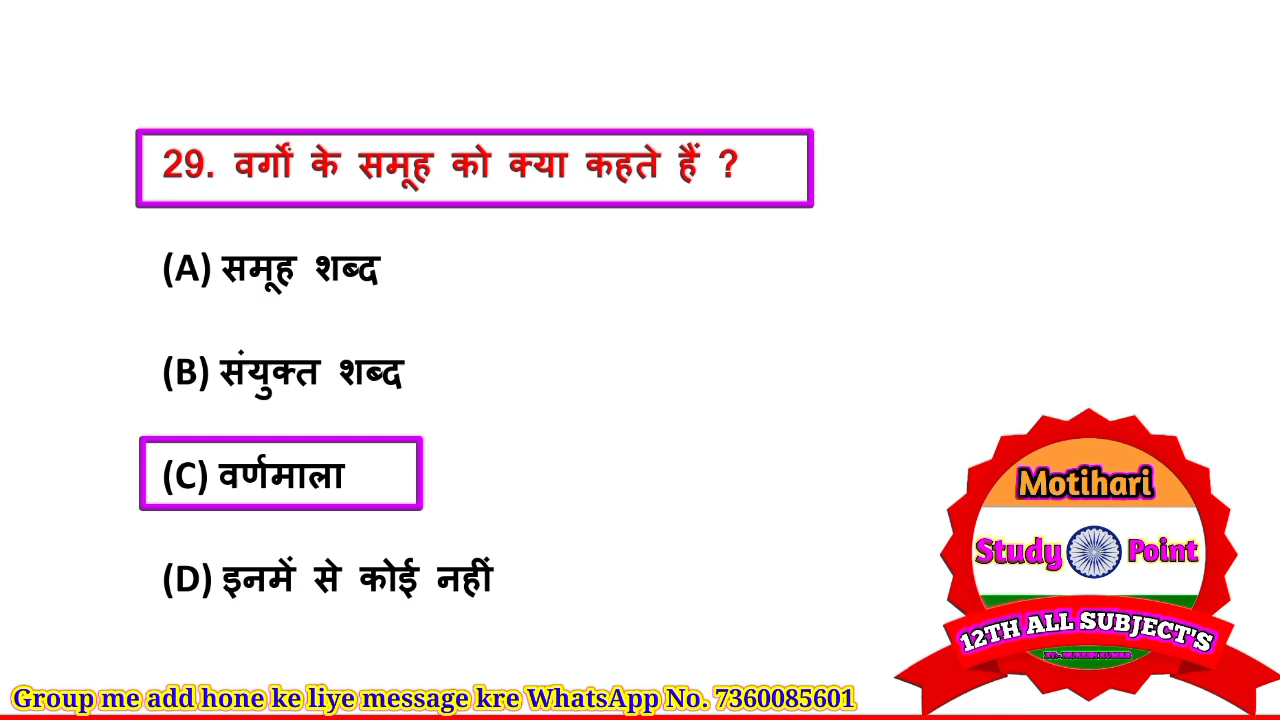 29. वर्गों के समूह को क्या कहते हैं ?
(A) समूह शब्द
(B) संयुक्त शब्द
(C) वर्णमाला
(D) इनमें से कोई नहीं
Motihari
Study Point
12TH ALL SUBJECT'S
Group me add hone ke liye message kre WhatsApp No. 7360085601